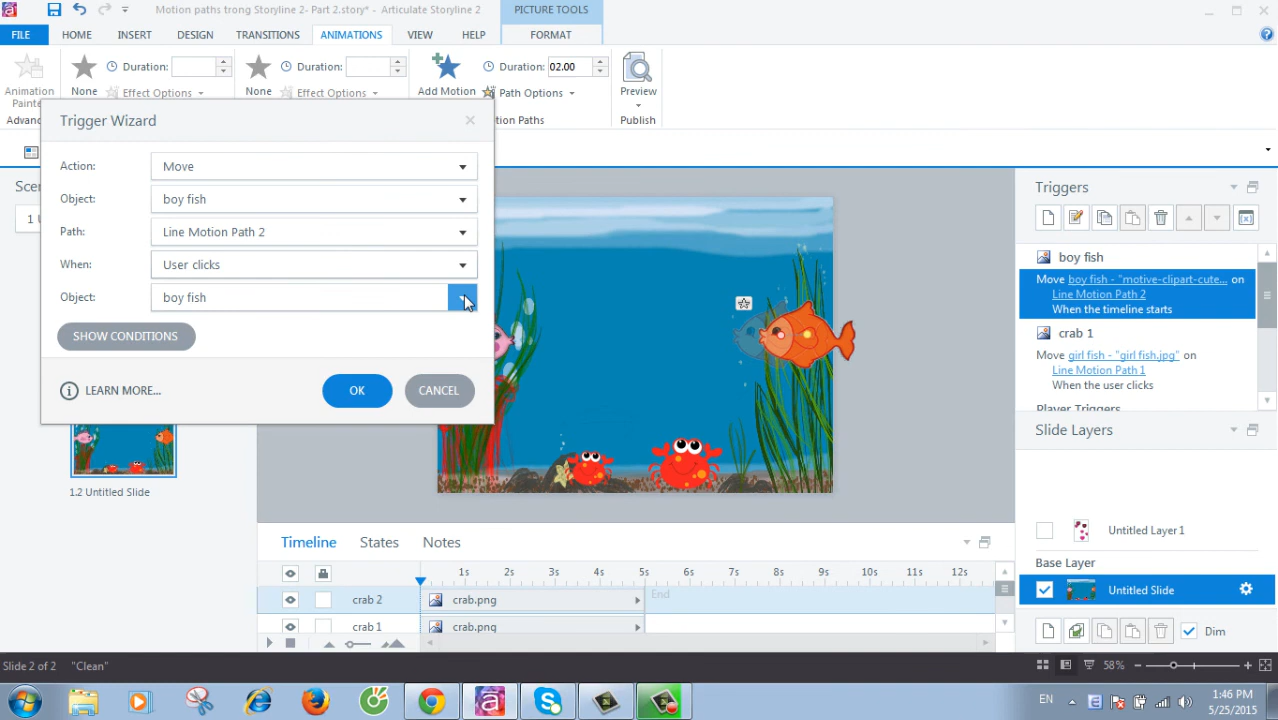 Motion paths trong Storyline 2- Part 2.story* - Articulate Storyline 2
PICTURE TOOLS
FILE HOME INSERT DESIGN TRANSITIONS ANIMATIONS VIEW HELP FORMAT
Duration: Duration: Duration: 02.00
Animation None Effect Options None Effect Options Add Motion Path Options Preview
Publish
Trigger Wizard
Action: Move
Object: boy fish
Path: Line Motion Path 2
When: User clicks
Object: boy fish
SHOW CONDITIONS
LEARN MORE... OK CANCEL
1.2 Untitled Slide
Triggers
boy fish
Move boy fish - "motive-clipart-cute... on
Line Motion Path 2
When the timeline starts
crab 1
Move girl fish - "girl fish.jpg" on
Line Motion Path 1
When the user clicks
Player Triggers
Slide Layers
Untitled Layer 1
Base Layer
Untitled Slide
Dim
Timeline States Notes
1s 2s 3s 4s 5s 6s 7s 8s 9s 10s 11s 12s
crab 2 crab.png End
crab 1 crab.png
Slide 2 of 2 "Clean" 58%
EN 1:46 PM
5/25/2015